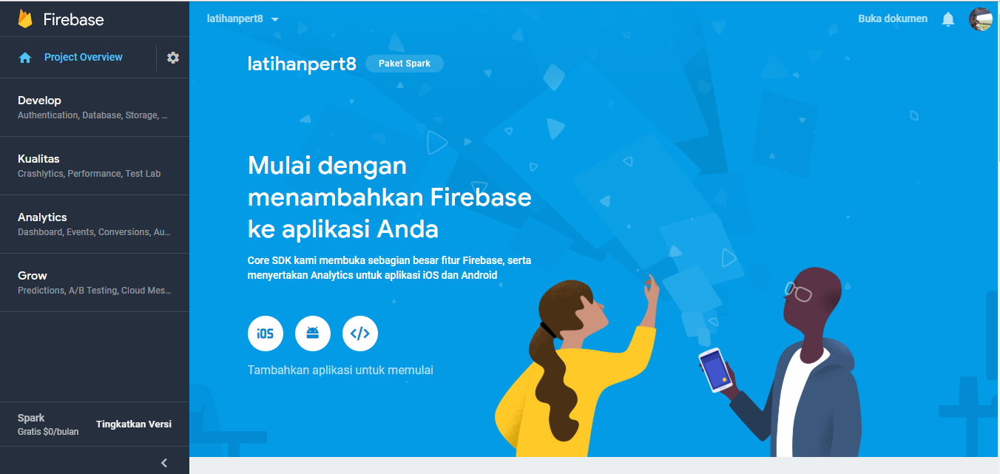 Firebase
latihanpert8
Buka dokumen
Project Overview
latihanpert8
Paket Spark
Develop
Authentication, Database, Storage, ...
Kualitas
Crashlytics, Performance, Test Lab
Analytics
Dashboard, Events, Conversions, Au...
Grow
Predictions, A/B Testing, Cloud Mes...
Mulai dengan
menambahkan Firebase
ke aplikasi Anda
Core SDK kami membuka sebagian besar fitur Firebase, serta
menyertakan Analytics untuk aplikasi iOS dan Android
iOS
</>
Tambahkan aplikasi untuk memulai
Spark
Gratis $0/bulan
Tingkatkan Versi